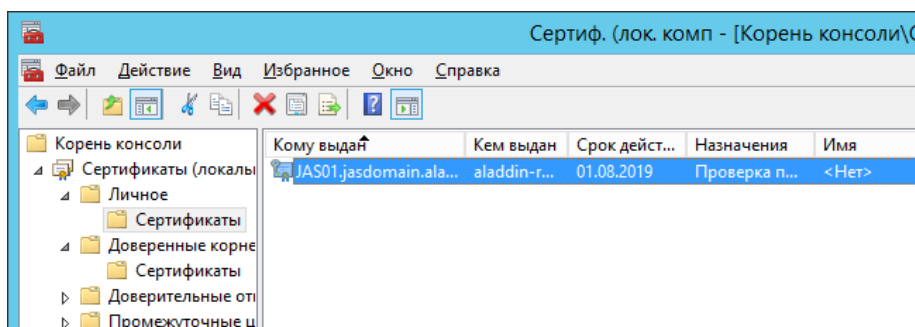 Сертиф. (лок. комп - [Корень консоли\С
Файл Действие Вид Избранное Окно Справка
Корень консоли
Сертификаты (локаль
Личное
Сертификаты
Доверенные корне
Сертификаты
Доверительные от
Промежуточные ц
Кому выдан Кем выдан Срок дейст... Назначения Имя
JAS01.jasdomain.ala... aladdin-r... 01.08.2019 Проверка п... <Нет>